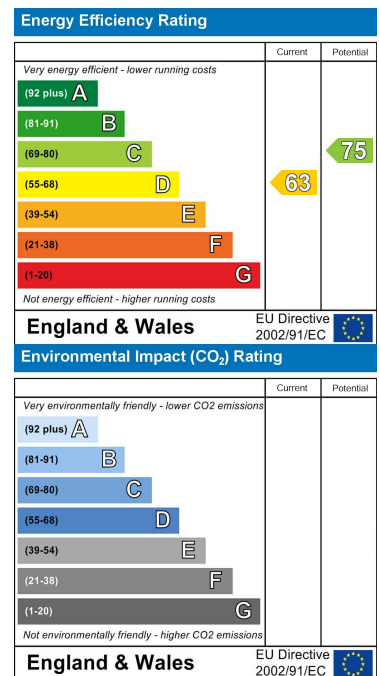 Energy Efficiency Rating
Current Potential
Very energy efficient - lower running costs
(92 plus) A
(81-91) B
(69-80) C
75
(55-68) D
63
(39-54) E
(21-38) F
(1-20) G
Not energy efficient - higher running costs
England & Wales
EU Directive
2002/91/EC
Environmental Impact (CO₂) Rating
Current Potential
Very environmentally friendly - lower CO2 emissions
(92 plus) A
(81-91) B
(69-80) C
(55-68) D
(39-54) E
(21-38) F
(1-20) G
Not environmentally friendly - higher CO2 emissions
England & Wales
EU Directive
2002/91/EC